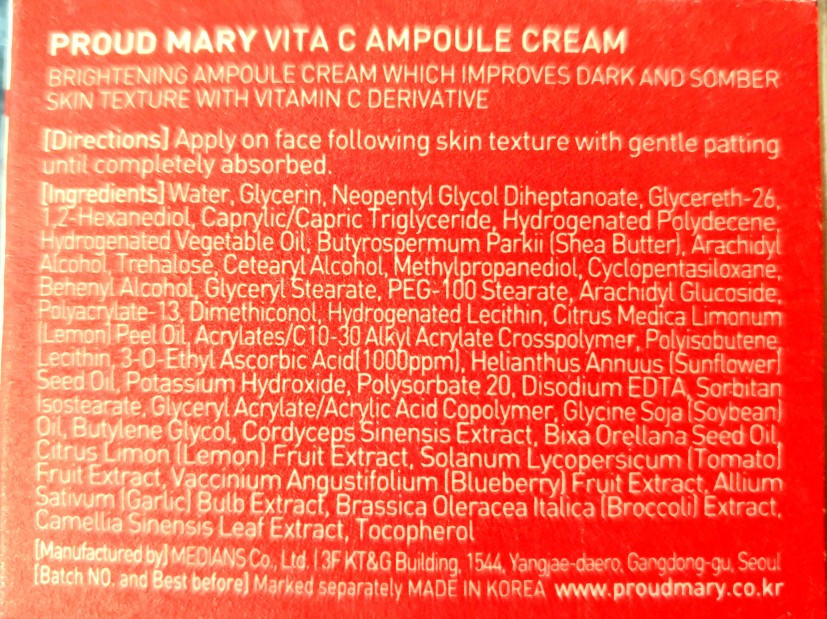 PROUD MARY VITA C AMPOULE CREAM
BRIGHTENING AMPOULE CREAM WHICH IMPROVES DARK AND SOMBER
SKIN TEXTURE WITH VITAMIN C DERIVATIVE
[Directions] Apply on face following skin texture with gentle patting
until completely absorbed.
[Ingredients] Water, Glycerin, Neopentyl Glycol Diheptanoate, Glycereth-26,
1,2-Hexanediol, Caprylic/Capric Triglyceride, Hydrogenated Polydecene
Hydrogenated Vegetable Oil, Butyrospermum Parkii (Shea Butter), Arachidyl
Alcohol, Trehalose, Cetearyl Alcohol, Methylpropanediol, Cyclopentasiloxane,
Behenyl Alcohol, Glyceryl Stearate, PEG-100 Stearate, Arachidyl Glucoside,
Polyacrylate-13, Dimethiconol, Hydrogenated Lecithin, Citrus Medica Limonum
(Lemon) Peel Oil, Acrylates/C10-30 Alkyl Acrylate Crosspolymer, Polyisobutene,
Lecithin, 3-O-Ethyl Ascorbic Acid(1000ppm), Helianthus Annuus (Sunflower)
Seed Oil, Potassium Hydroxide, Polysorbate 20, Disodium EDTA, Sorbitan
Isostearate, Glyceryl Acrylate/Acrylic Acid Copolymer, Glycine Soja (Soybean)
Oil, Butylene Glycol, Cordyceps Sinensis Extract, Bixa Orellana Seed Oil,
Citrus Limon (Lemon) Fruit Extract, Solanum Lycopersicum (Tomato)
Fruit Extract, Vaccinium Angustifolium (Blueberry) Fruit Extract, Allium
Sativum (Garlic) Bulb Extract, Brassica Oleracea Italica (Broccoli) Extract,
Camellia Sinensis Leaf Extract, Tocopherol
[Manufactured by] MEDIANS Co., Ltd. | 3F KT&G Building, 1544, Yangjae-daero, Gangdong-gu, Seoul
[Batch NO. and Best before] Marked separately MADE IN KOREA www.proudmary.co.kr